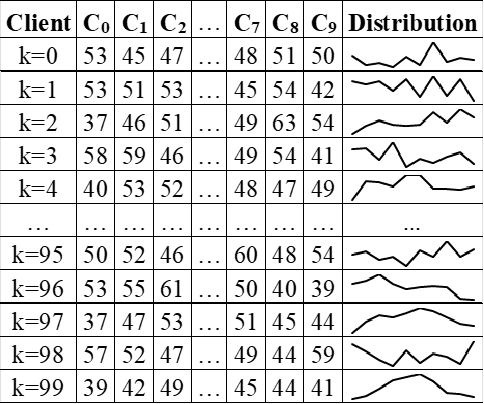 Client C₀ C₁ C₂ … C₇ C₈ C₉ Distribution
k=0 53 45 47 … 48 51 50
k=1 53 51 53 … 45 54 42
k=2 37 46 51 … 49 63 54
k=3 58 59 46 … 49 54 41
k=4 40 53 52 … 48 47 49
… … … … … … … … ...
k=95 50 52 46 … 60 48 54
k=96 53 55 61 … 50 40 39
k=97 37 47 53 … 51 45 44
k=98 57 52 47 … 49 44 59
k=99 39 42 49 … 45 44 41